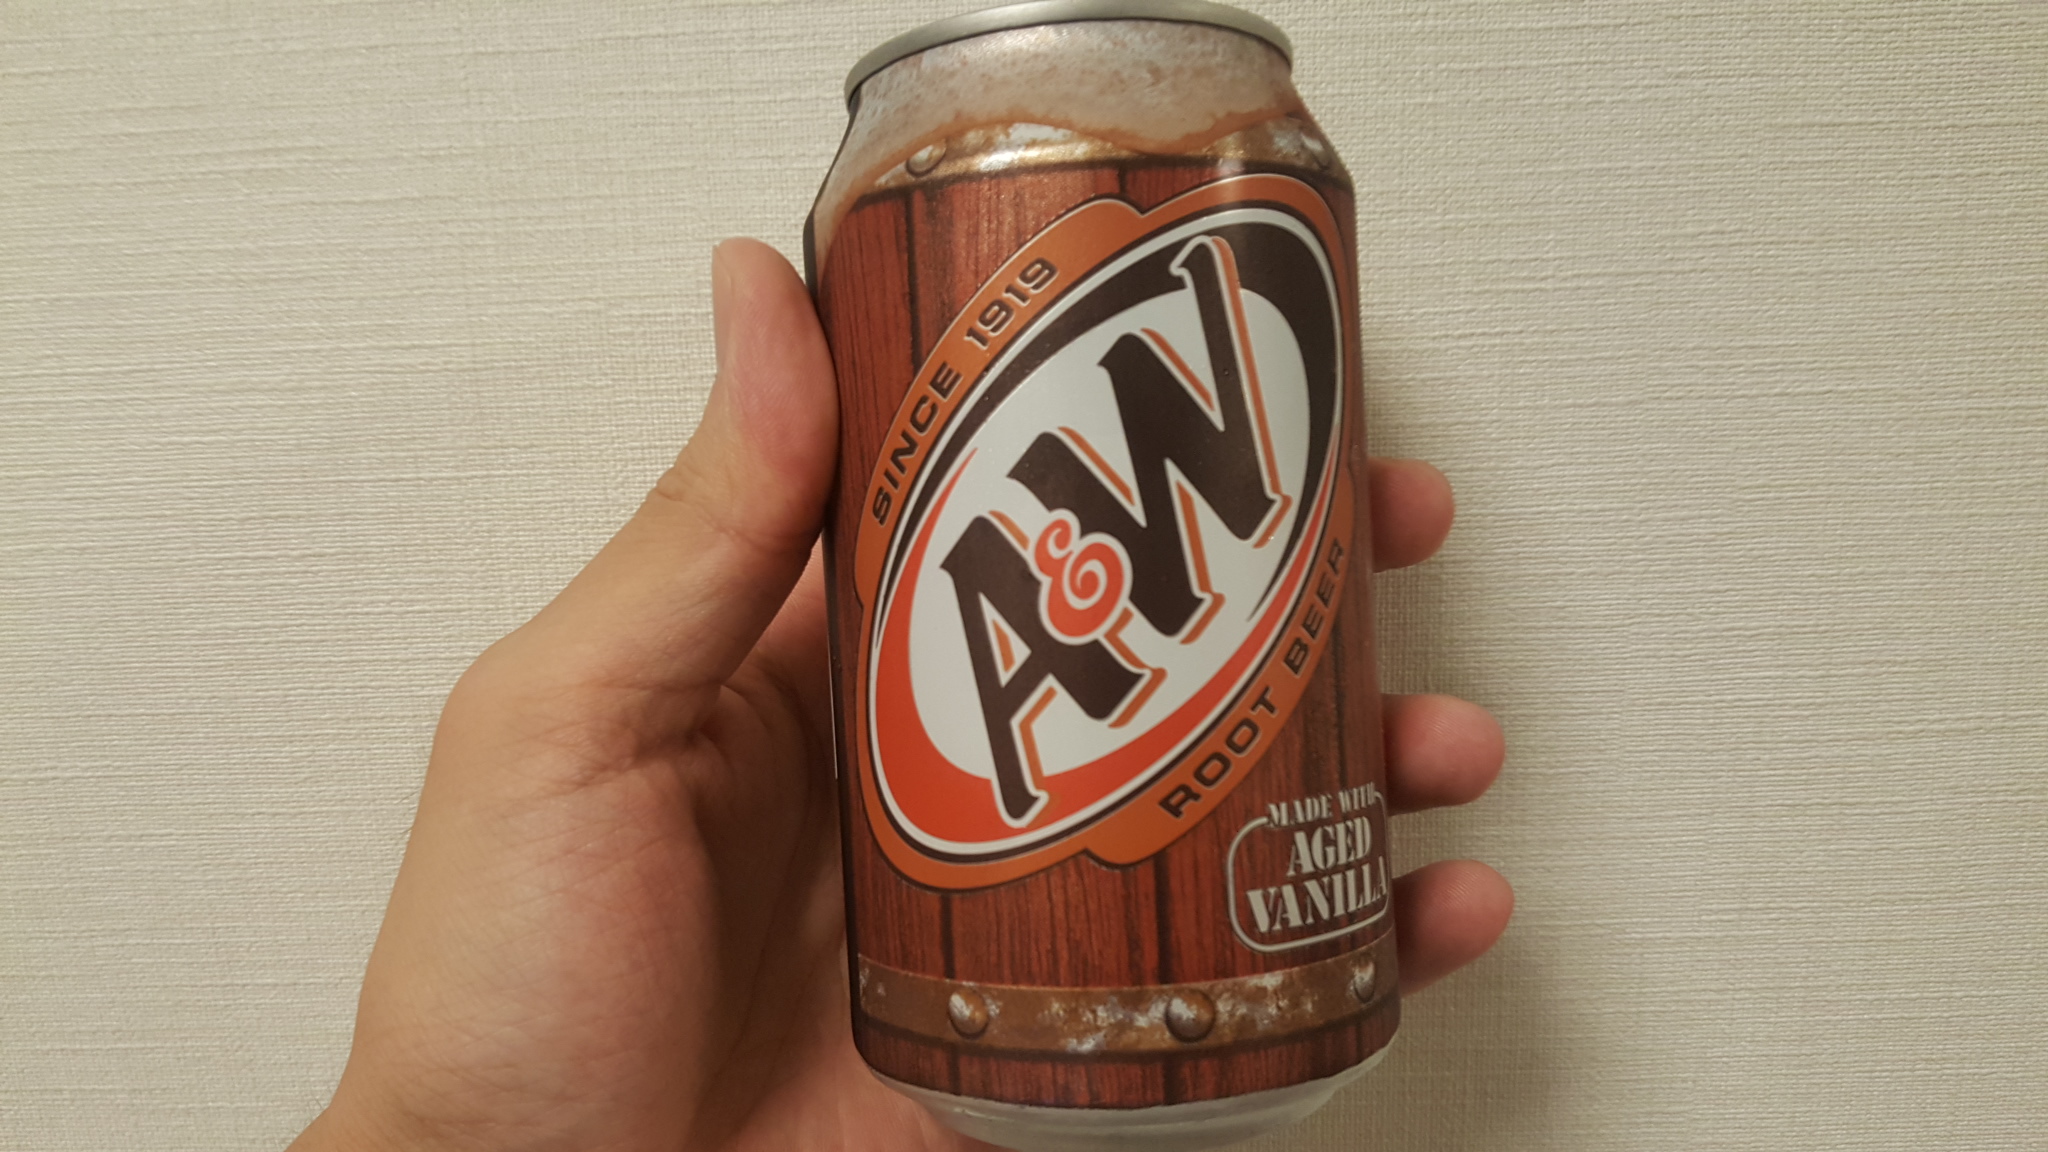 SINCE 1919
A&W
ROOT BEER
MADE WITH
AGED
VANILLA